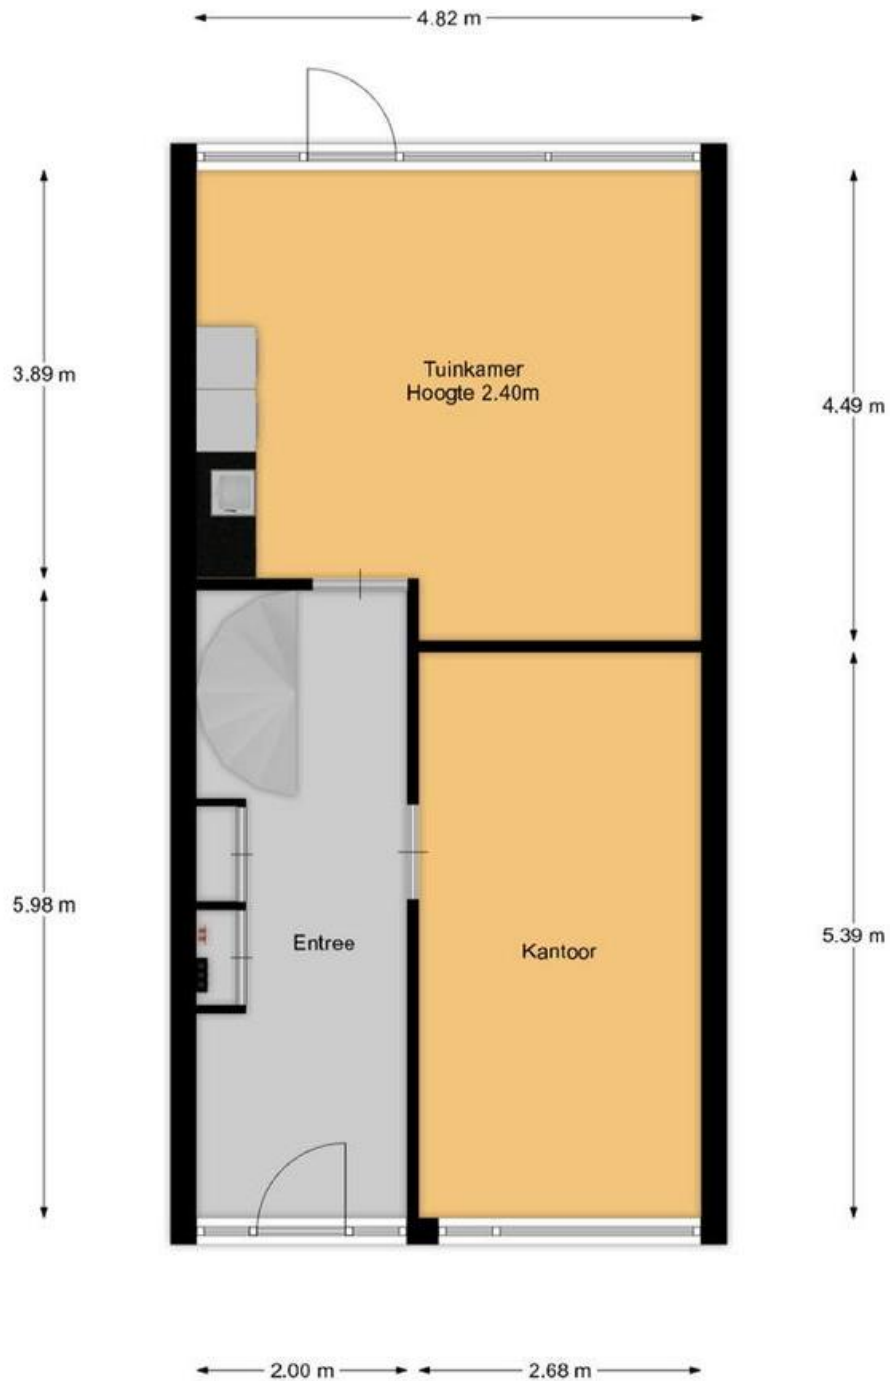 4.82 m
Tuinkamer
Hoogte 2.40m
3.89 m
4.49 m
5.98 m
Entree
Kantoor
5.39 m
2.00 m
2.68 m